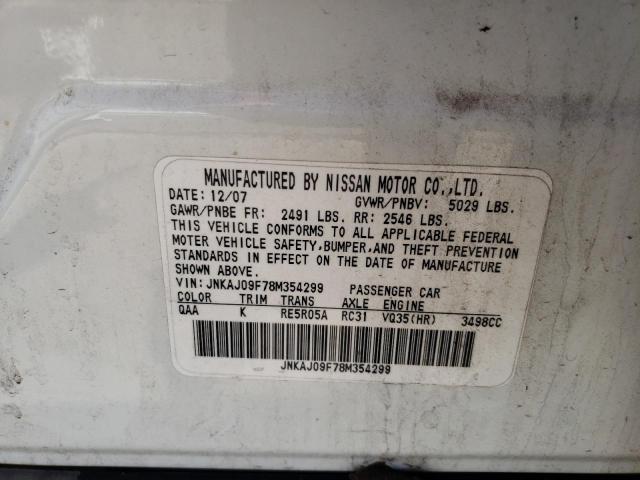 MANUFACTURED BY NISSAN MOTOR CO.,LTD.
DATE: 12/07 GVWR/PNBV: 5029 LBS.
GAWR/PNBE FR: 2491 LBS. RR: 2546 LBS.
THIS VEHICLE CONFORMS TO ALL APPLICABLE FEDERAL
MOTOR VEHICLE SAFETY,BUMPER,AND THEFT PREVENTION
STANDARDS IN EFFECT ON THE DATE OF MANUFACTURE
SHOWN ABOVE.
VIN: JNKAJ09F78M354299 PASSENGER CAR
COLOR TRIM TRANS AXLE ENGINE
QAA K RE5R05A RC31 VQ35(HR) 3498CC
JNKAJ09F78M354299